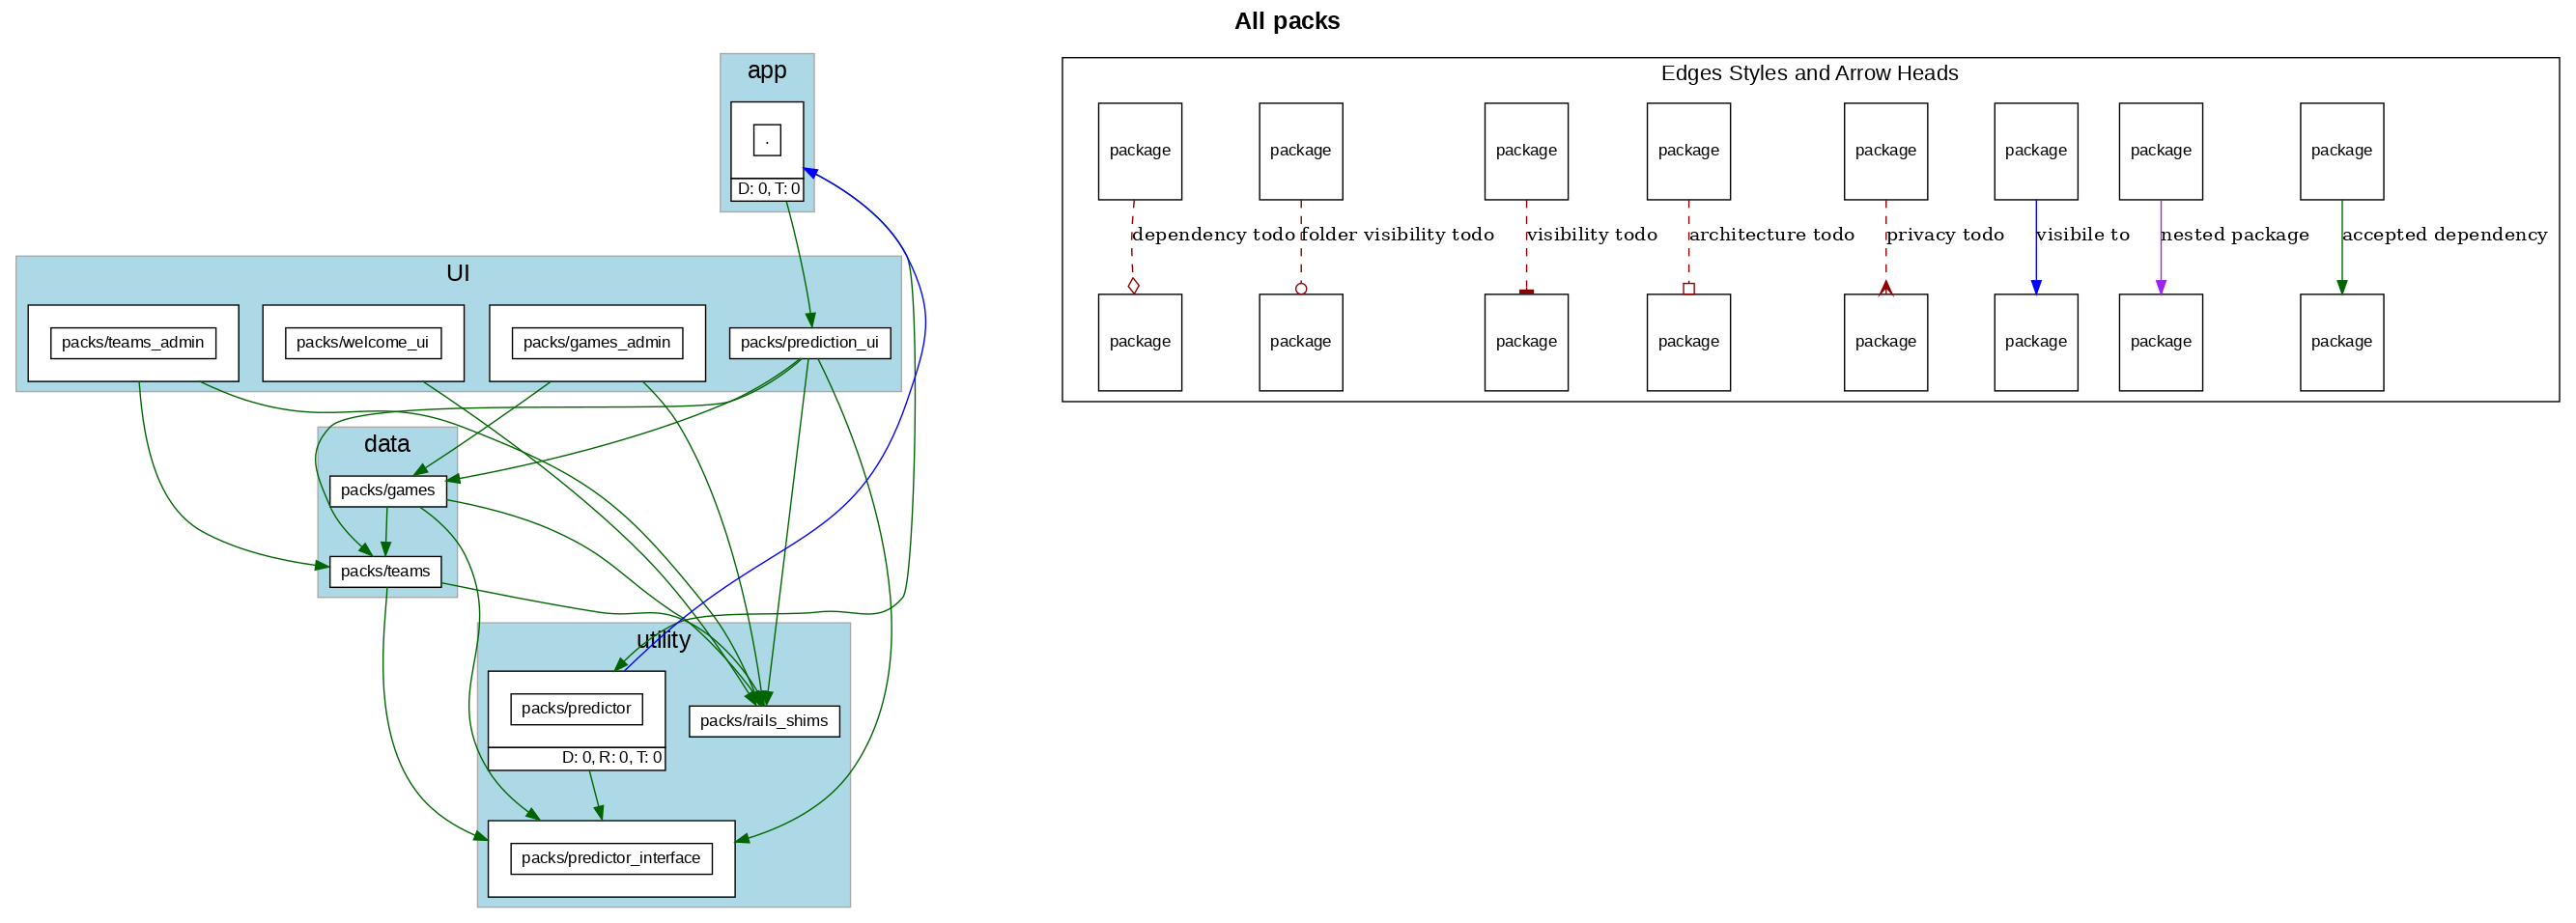 All packs
app
.
D: 0, T: 0
UI
packs/teams_admin
packs/welcome_ui
packs/games_admin
packs/prediction_ui
data
packs/games
packs/teams
utility
packs/predictor
D: 0, R: 0, T: 0
packs/rails_shims
packs/predictor_interface
Edges Styles and Arrow Heads
package package package package package package package package
dependency todo folder visibility todo visibility todo architecture todo privacy todo visibile to nested package accepted dependency
package package package package package package package package